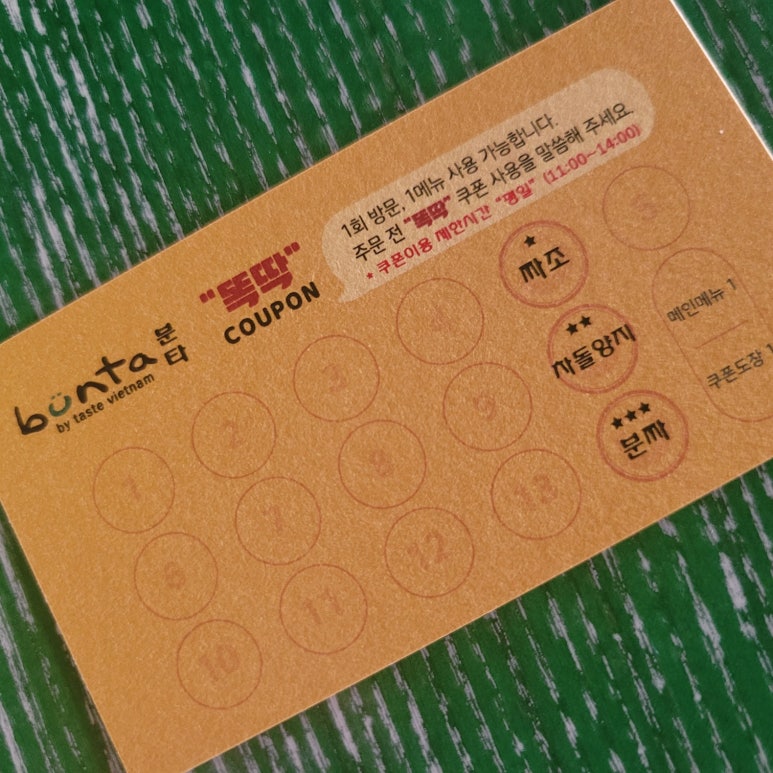 bunta
분타
by taste vietnam
"똑딱"
COUPON
1회 방문, 1메뉴 사용 가능합니다.
주문 전 "똑딱" 쿠폰 사용을 말씀해 주세요.
* 쿠폰이용 제안시간 "평일" (11:00~14:00)
1 2 3 4 ★ 짜조 5
6 7 8 9 ★★ 차돌양지
10 11 12 13 ★★★ 분짜
메인메뉴 1
쿠폰도장 1